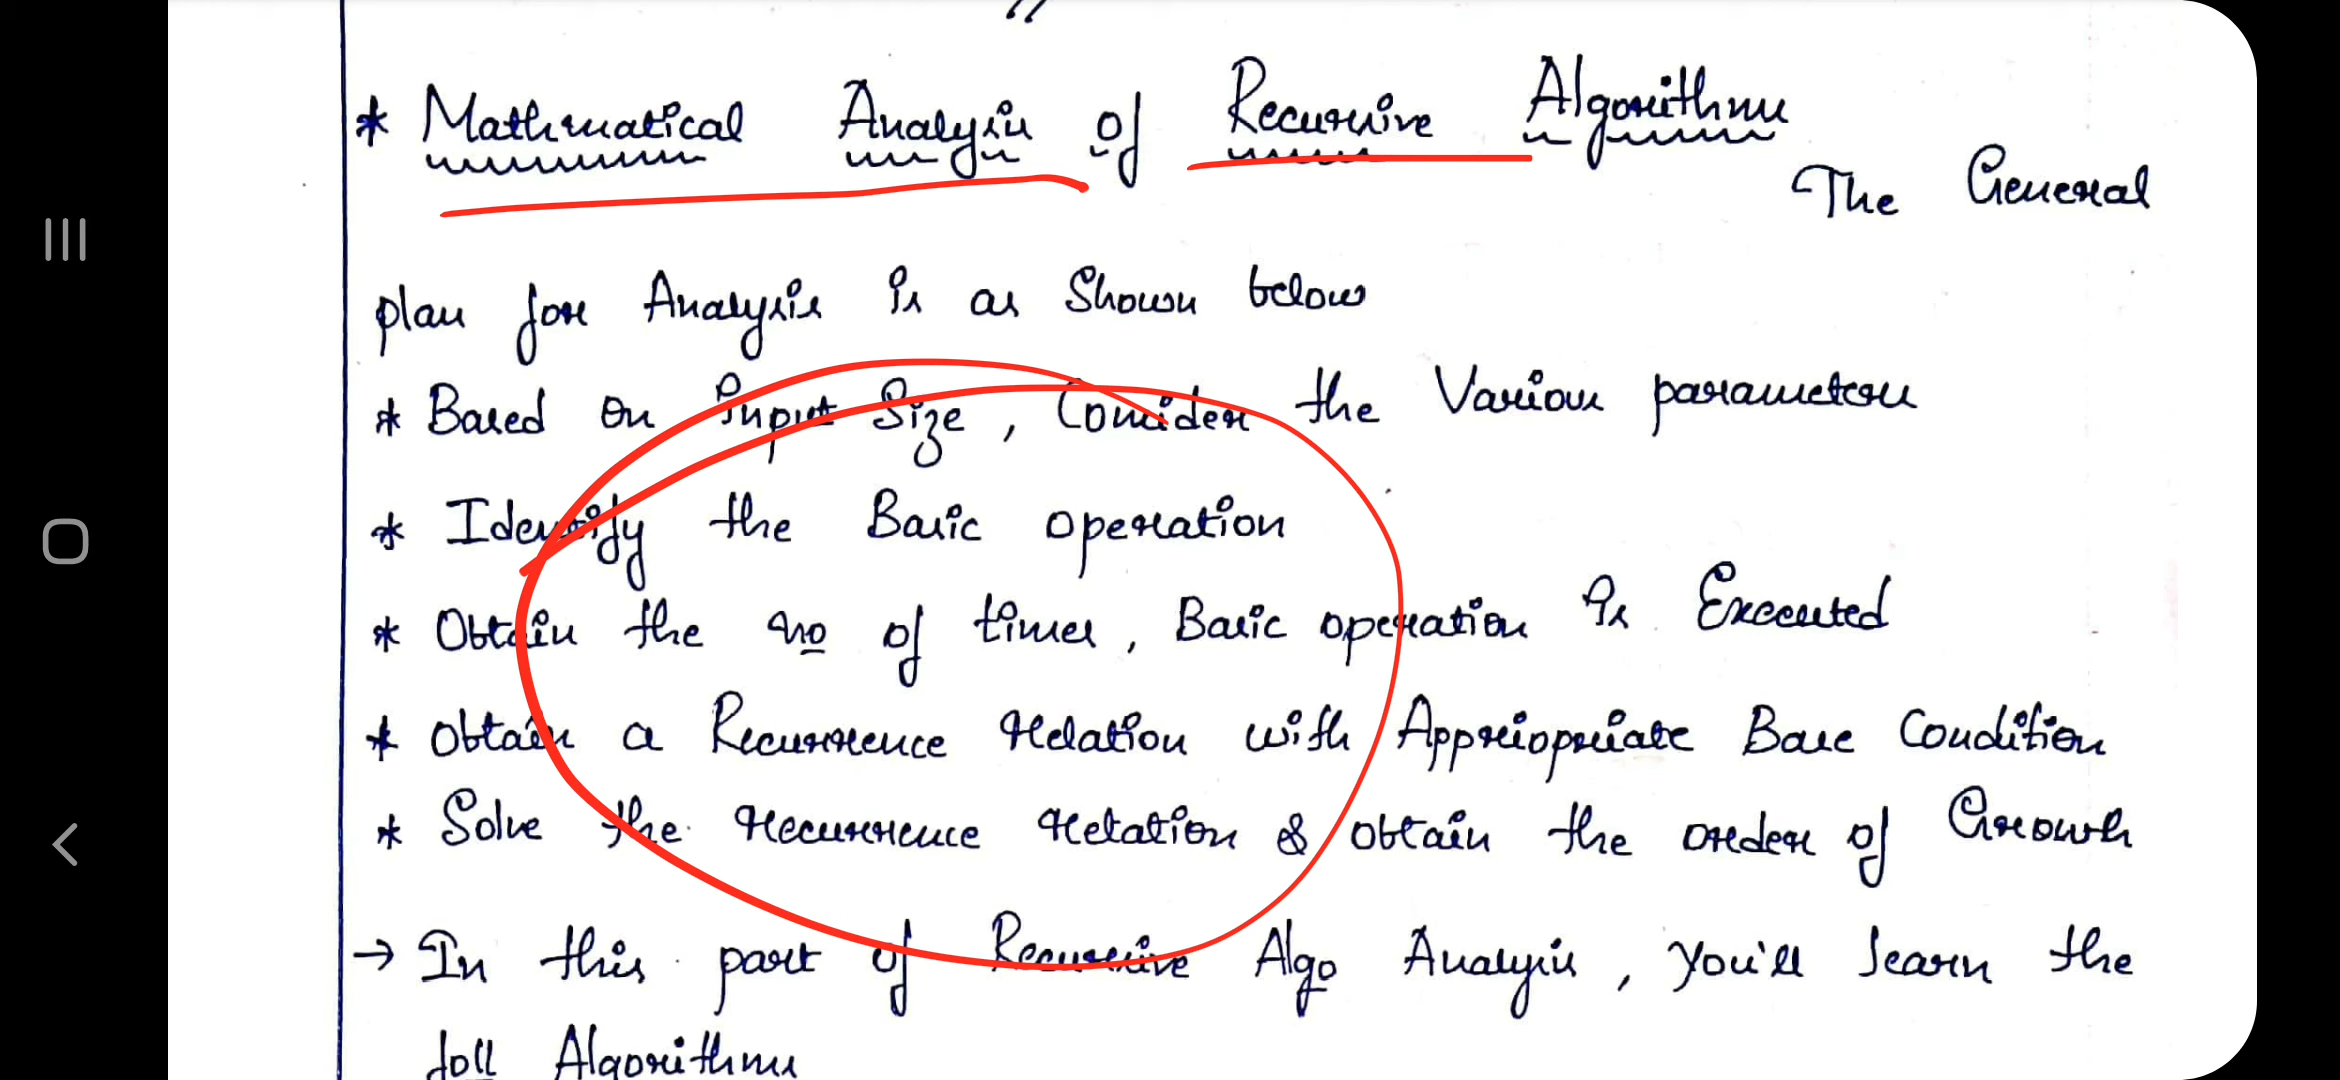 * Mathematical Analysis of Recursive Algorithms
The General
plan for Analysis is as Shown below
* Based on Input Size, Consider the Various parameters
* Identify the Basic operation
* Obtain the no of times, Basic operation is Executed
* Obtain a Recurrence relation with Appropriate Base Condition
* Solve the recurrence relation & obtain the order of Growth
→ In this part of Recursive Algo Analysis, you'll learn the
foll Algorithms